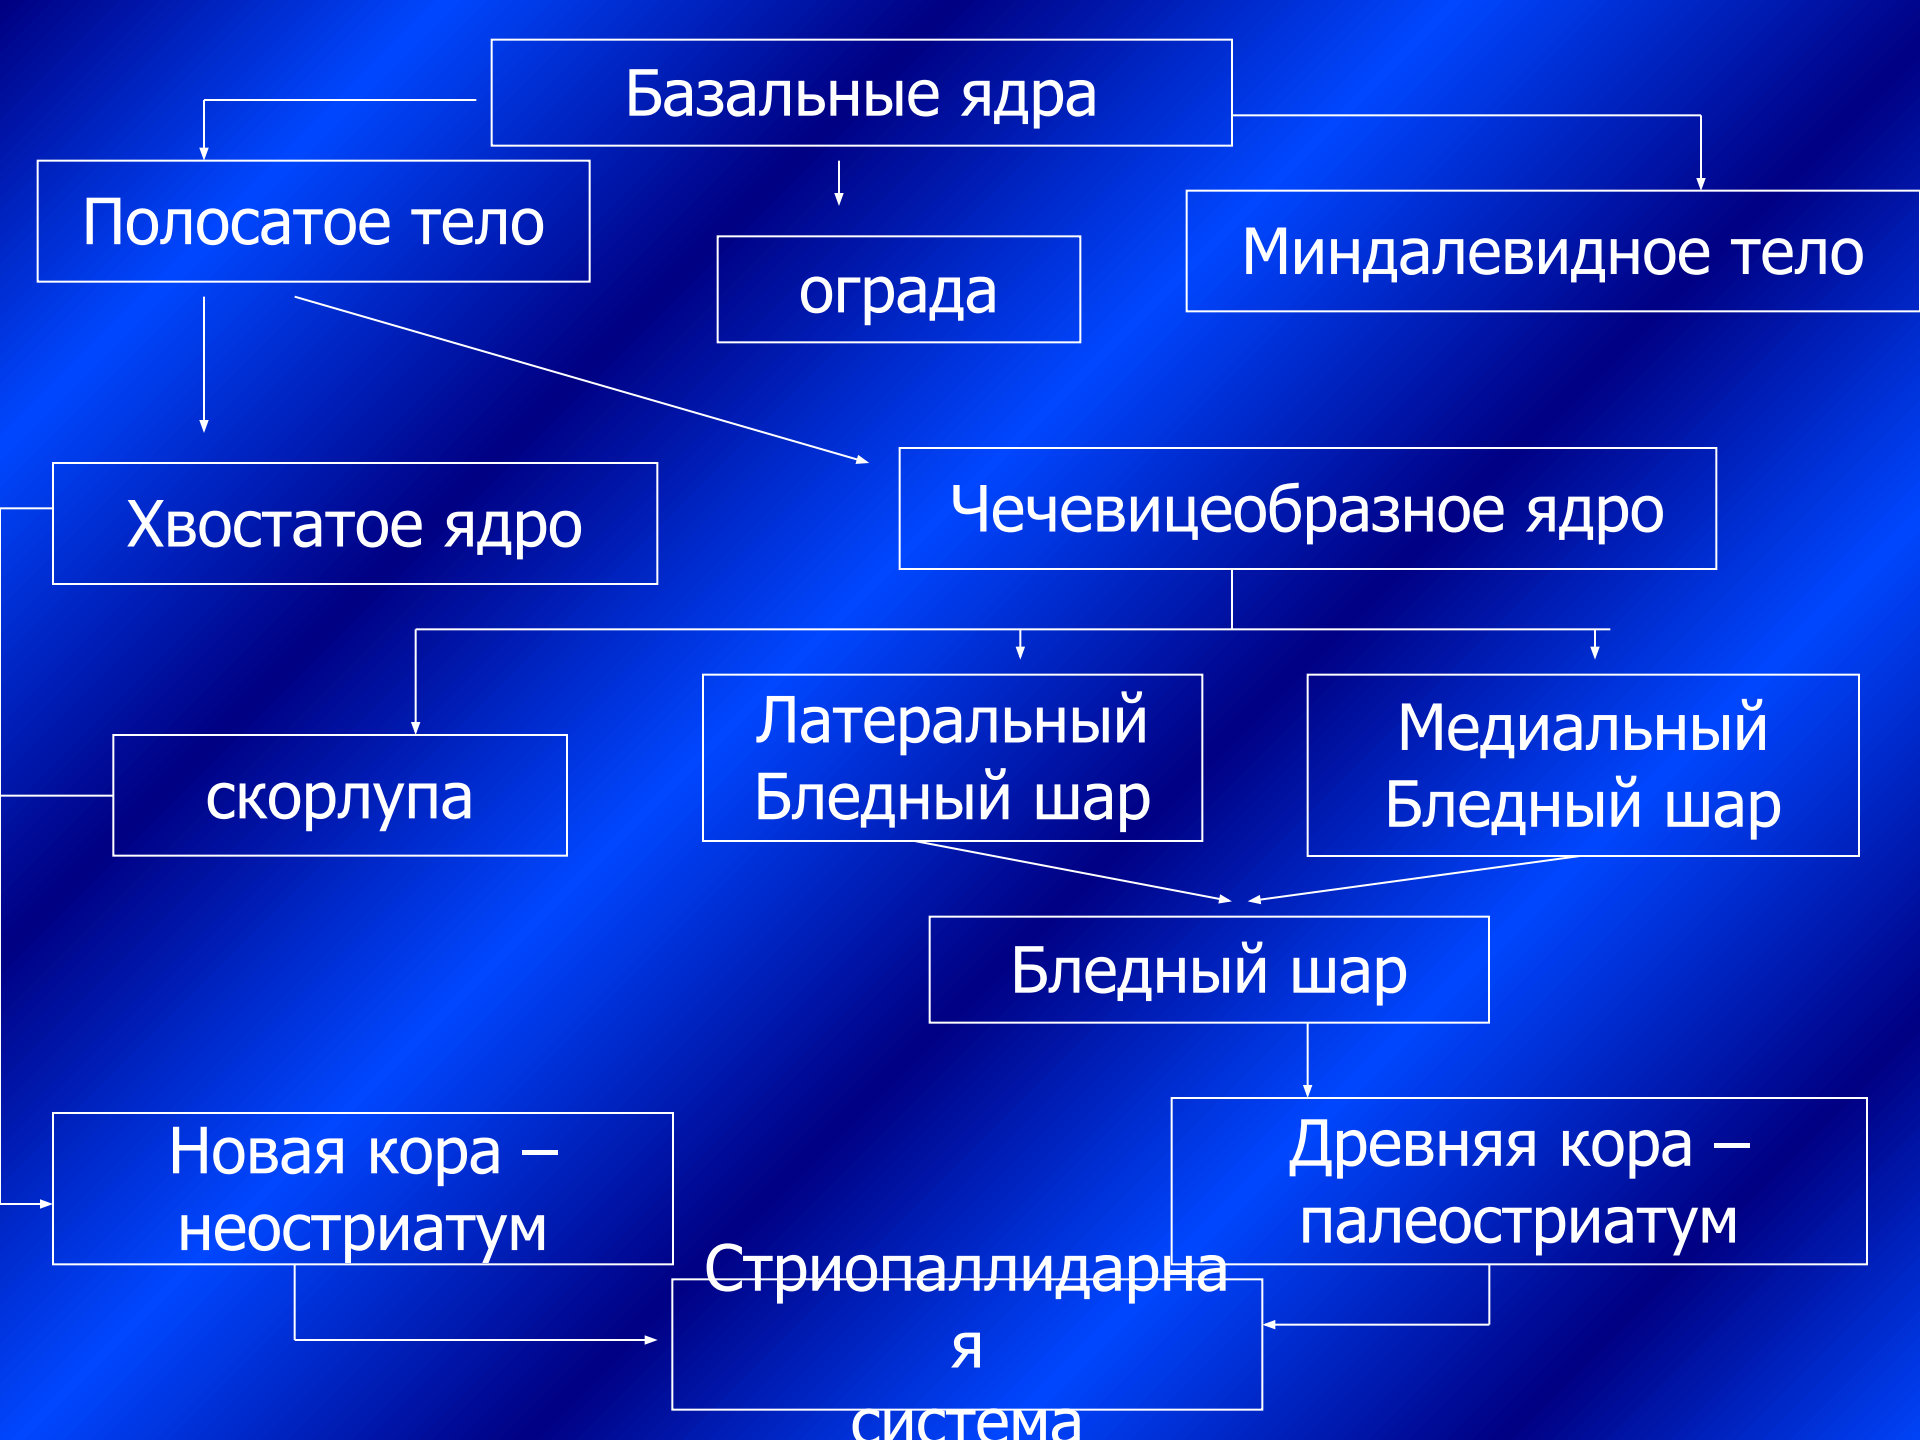 Базальные ядра
Полосатое тело
ограда
Миндалевидное тело
Хвостатое ядро
Чечевицеобразное ядро
скорлупа
Латеральный
Бледный шар
Медиальный
Бледный шар
Бледный шар
Новая кора –
неостриатум
Древняя кора –
палеостриатум
Стриопаллидарна
я
система